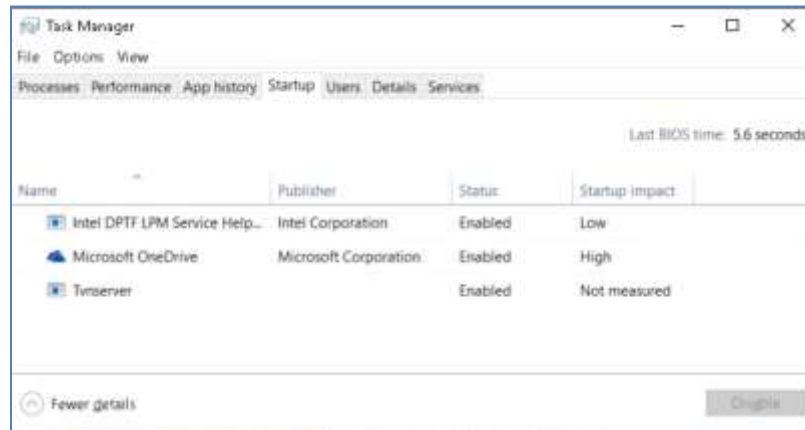 Task Manager
File Options View
Processes Performance App history Startup Users Details Services
Last BIOS time: 5.6 seconds
Name Publisher Status Startup impact
Intel DPTF LPM Service Help... Intel Corporation Enabled Low
Microsoft OneDrive Microsoft Corporation Enabled High
Tvnserver Enabled Not measured
Fewer details Disable